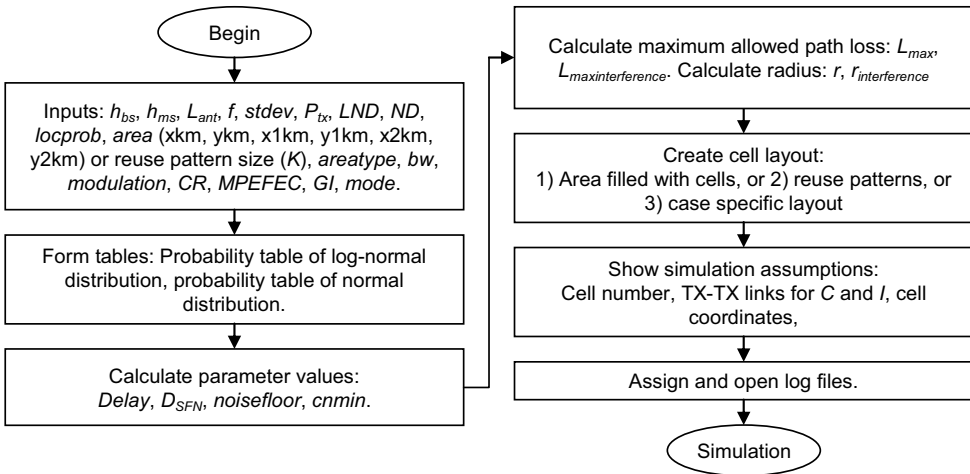 Begin
Inputs: hbs, hms, Lant, f, stdev, Ptx, LND, ND,
locprob, area (xkm, ykm, x1km, y1km, x2km,
y2km) or reuse pattern size (K), areatype, bw,
modulation, CR, MPEFEC, GI, mode.
Form tables: Probability table of log-normal
distribution, probability table of normal
distribution.
Calculate parameter values:
Delay, DSFN, noisefloor, cnmin.
Calculate maximum allowed path loss: Lmax,
Lmaxinterference. Calculate radius: r, rinterference
Create cell layout:
1) Area filled with cells, or 2) reuse patterns, or
3) case specific layout
Show simulation assumptions:
Cell number, TX-TX links for C and I, cell
coordinates,
Assign and open log files.
Simulation